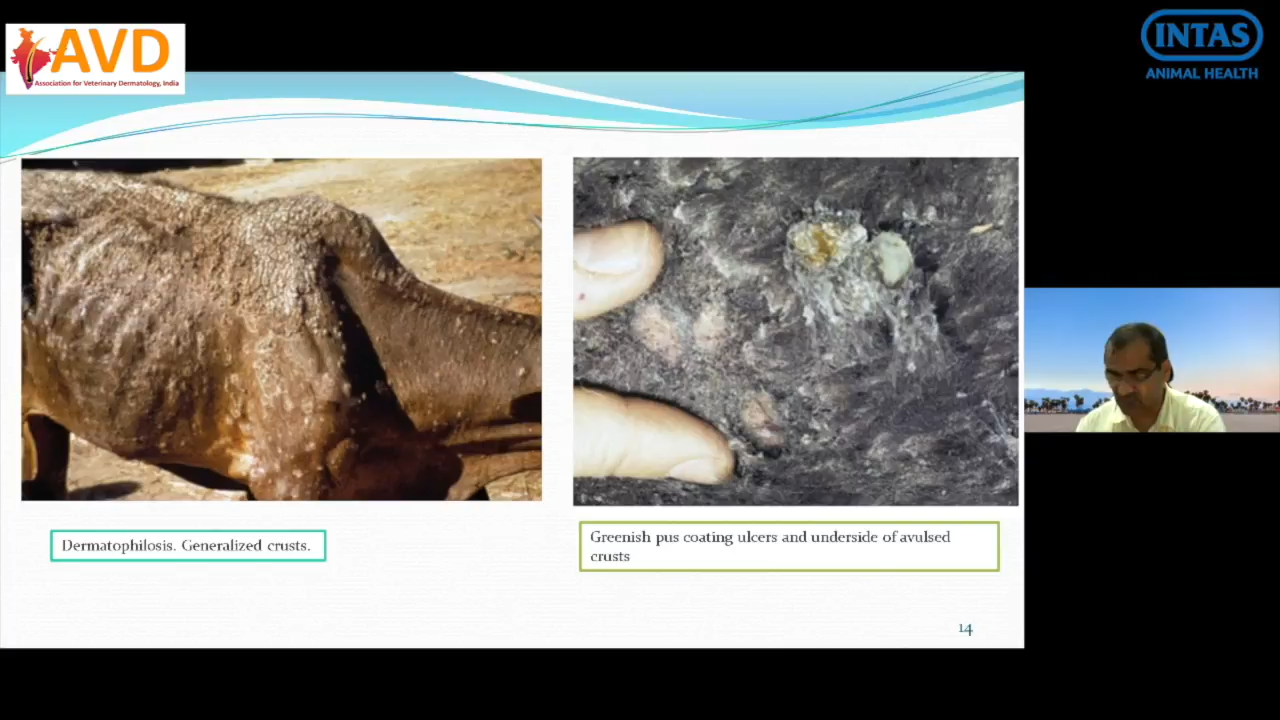 AVD
Association for Veterinary Dermatology, India
INTAS
ANIMAL HEALTH
Dermatophilosis. Generalized crusts.
Greenish pus coating ulcers and underside of avulsed
crusts
14